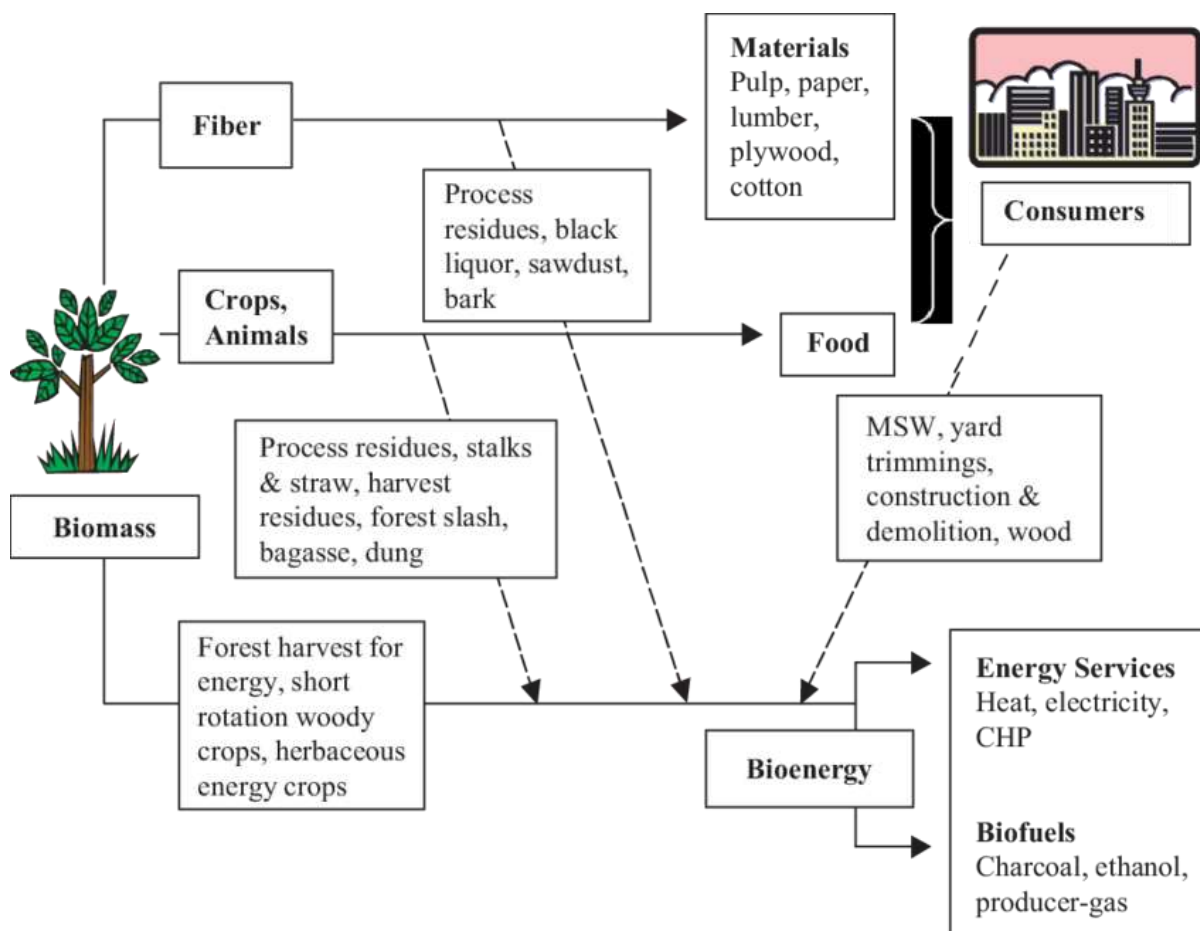 Materials
Pulp, paper,
lumber,
plywood,
cotton
Fiber
Process
residues, black
liquor, sawdust,
bark
Consumers
Crops,
Animals
Food
Process residues, stalks
& straw, harvest
residues, forest slash,
bagasse, dung
MSW, yard
trimmings,
construction &
demolition, wood
Biomass
Forest harvest for
energy, short
rotation woody
crops, herbaceous
energy crops
Energy Services
Heat, electricity,
CHP
Bioenergy
Biofuels
Charcoal, ethanol,
producer-gas